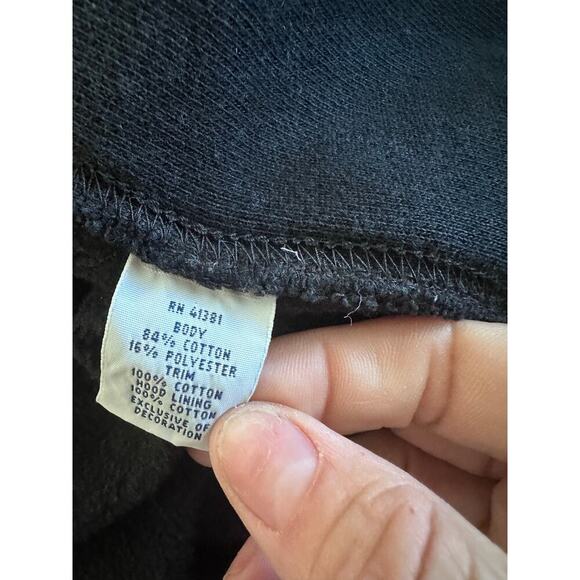 RN 41381
BODY
84% COTTON
16% POLYESTER
TRIM
100% COTTON
HOOD LINING
100% COTTON
EXCLUSIVE OF
DECORATION